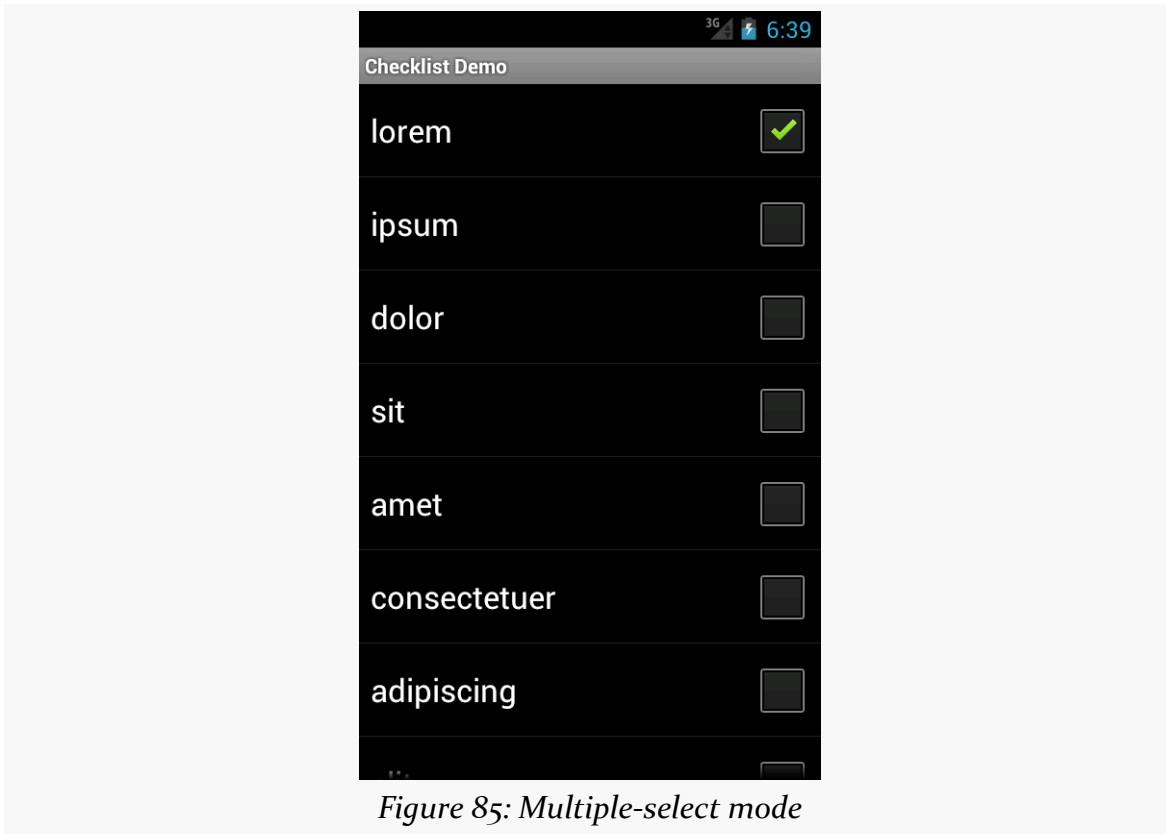 3G 6:39
Checklist Demo
lorem
ipsum
dolor
sit
amet
consectetuer
adipiscing
Figure 85: Multiple-select mode